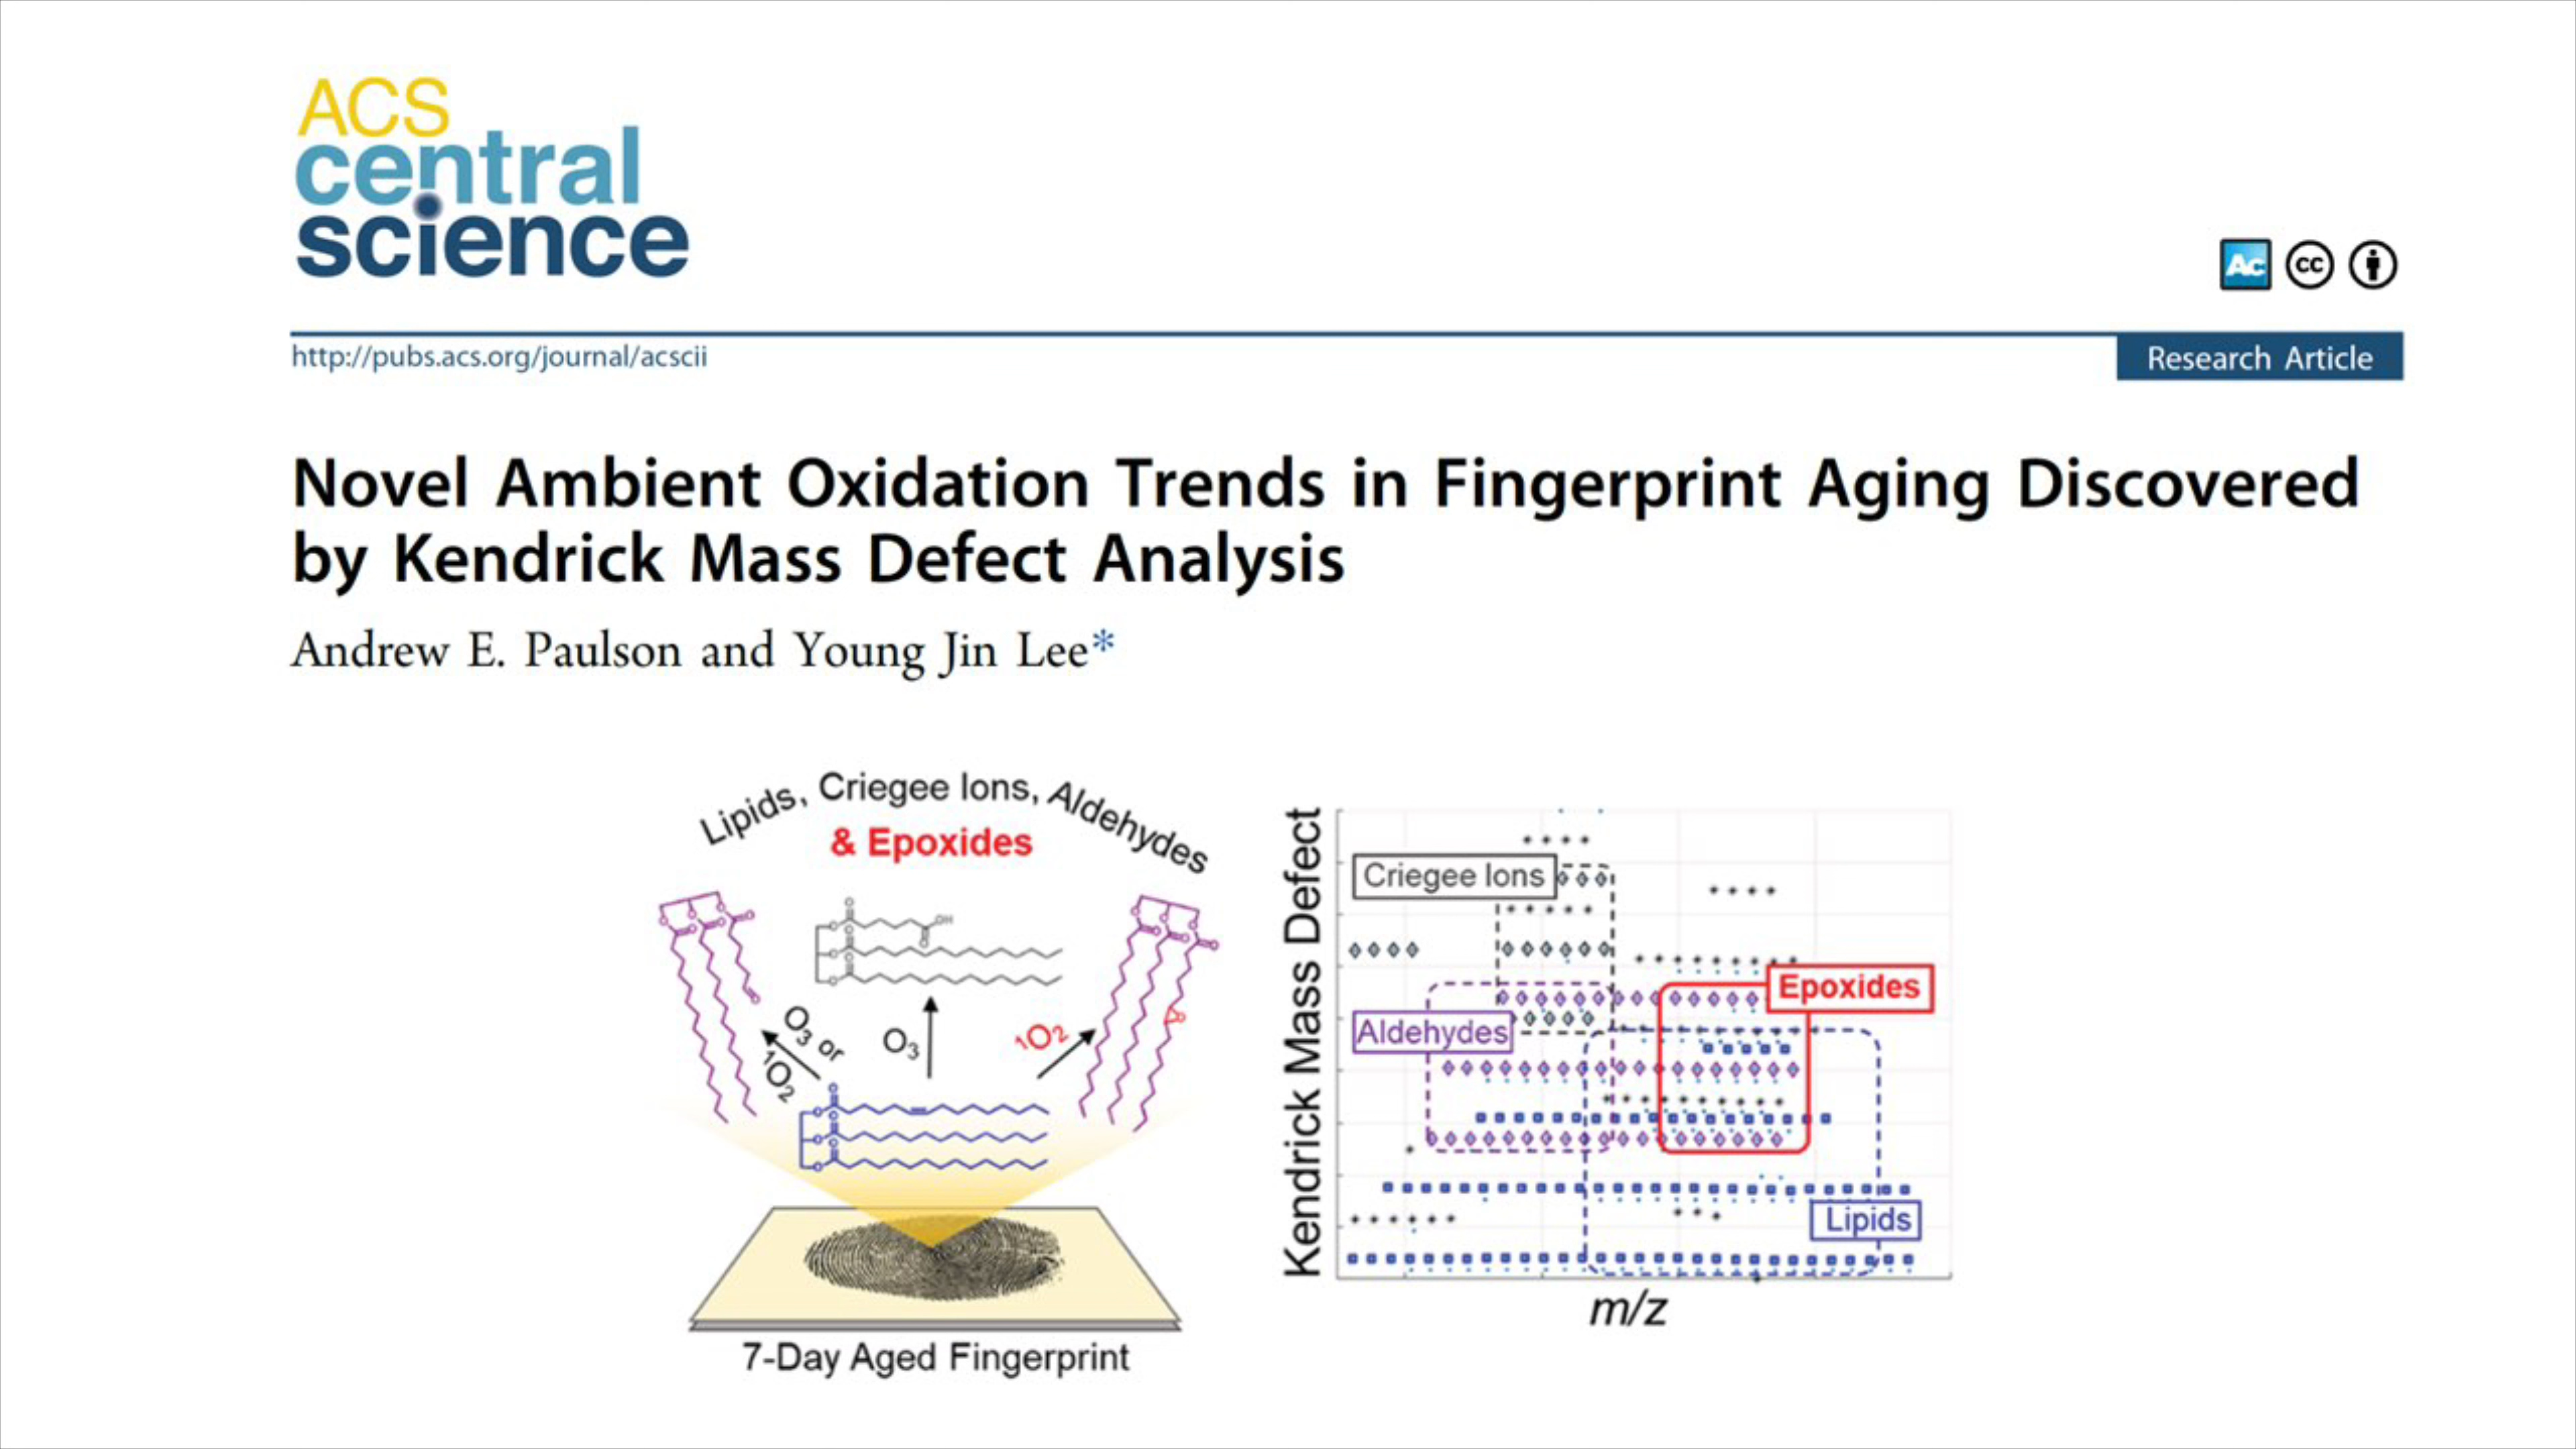 ACS
central
science
Ac cc
http://pubs.acs.org/journal/acscii
Research Article
Novel Ambient Oxidation Trends in Fingerprint Aging Discovered
by Kendrick Mass Defect Analysis
Andrew E. Paulson and Young Jin Lee*
Lipids, Criegee Ions, Aldehydes
& Epoxides
O₃ or
¹O₂
O₃
¹O₂
7-Day Aged Fingerprint
Kendrick Mass Defect
Criegee Ions
Epoxides
Aldehydes
Lipids
m/z